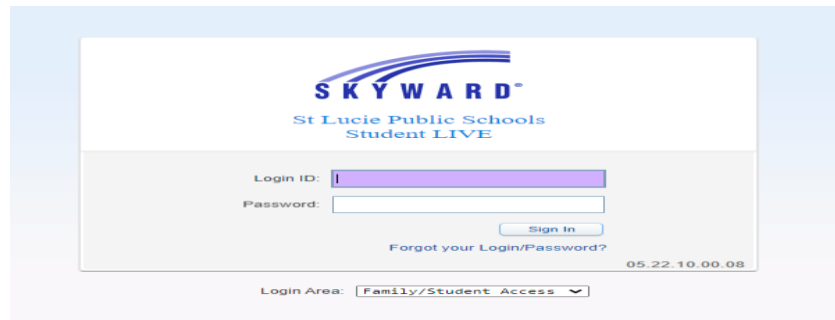 SKYWARD®
St Lucie Public Schools
Student LIVE
Login ID:
Password:
Sign In
Forgot your Login/Password?
05.22.10.00.08
Login Area: Family/Student Access